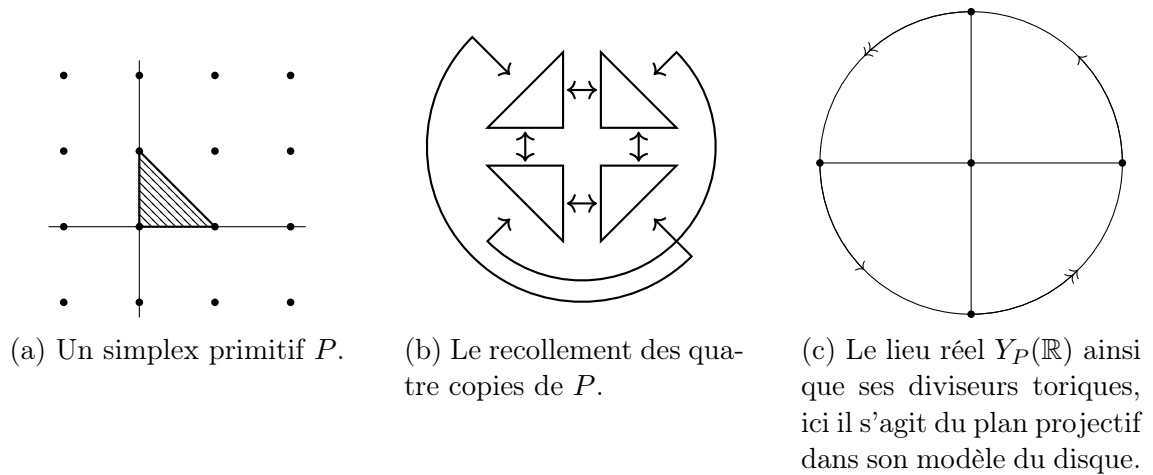 (a) Un simplex primitif P.
(b) Le recollement des qua-
tre copies de P.
(c) Le lieu réel Y_P(ℝ) ainsi
que ses diviseurs toriques,
ici il s'agit du plan projectif
dans son modèle du disque.